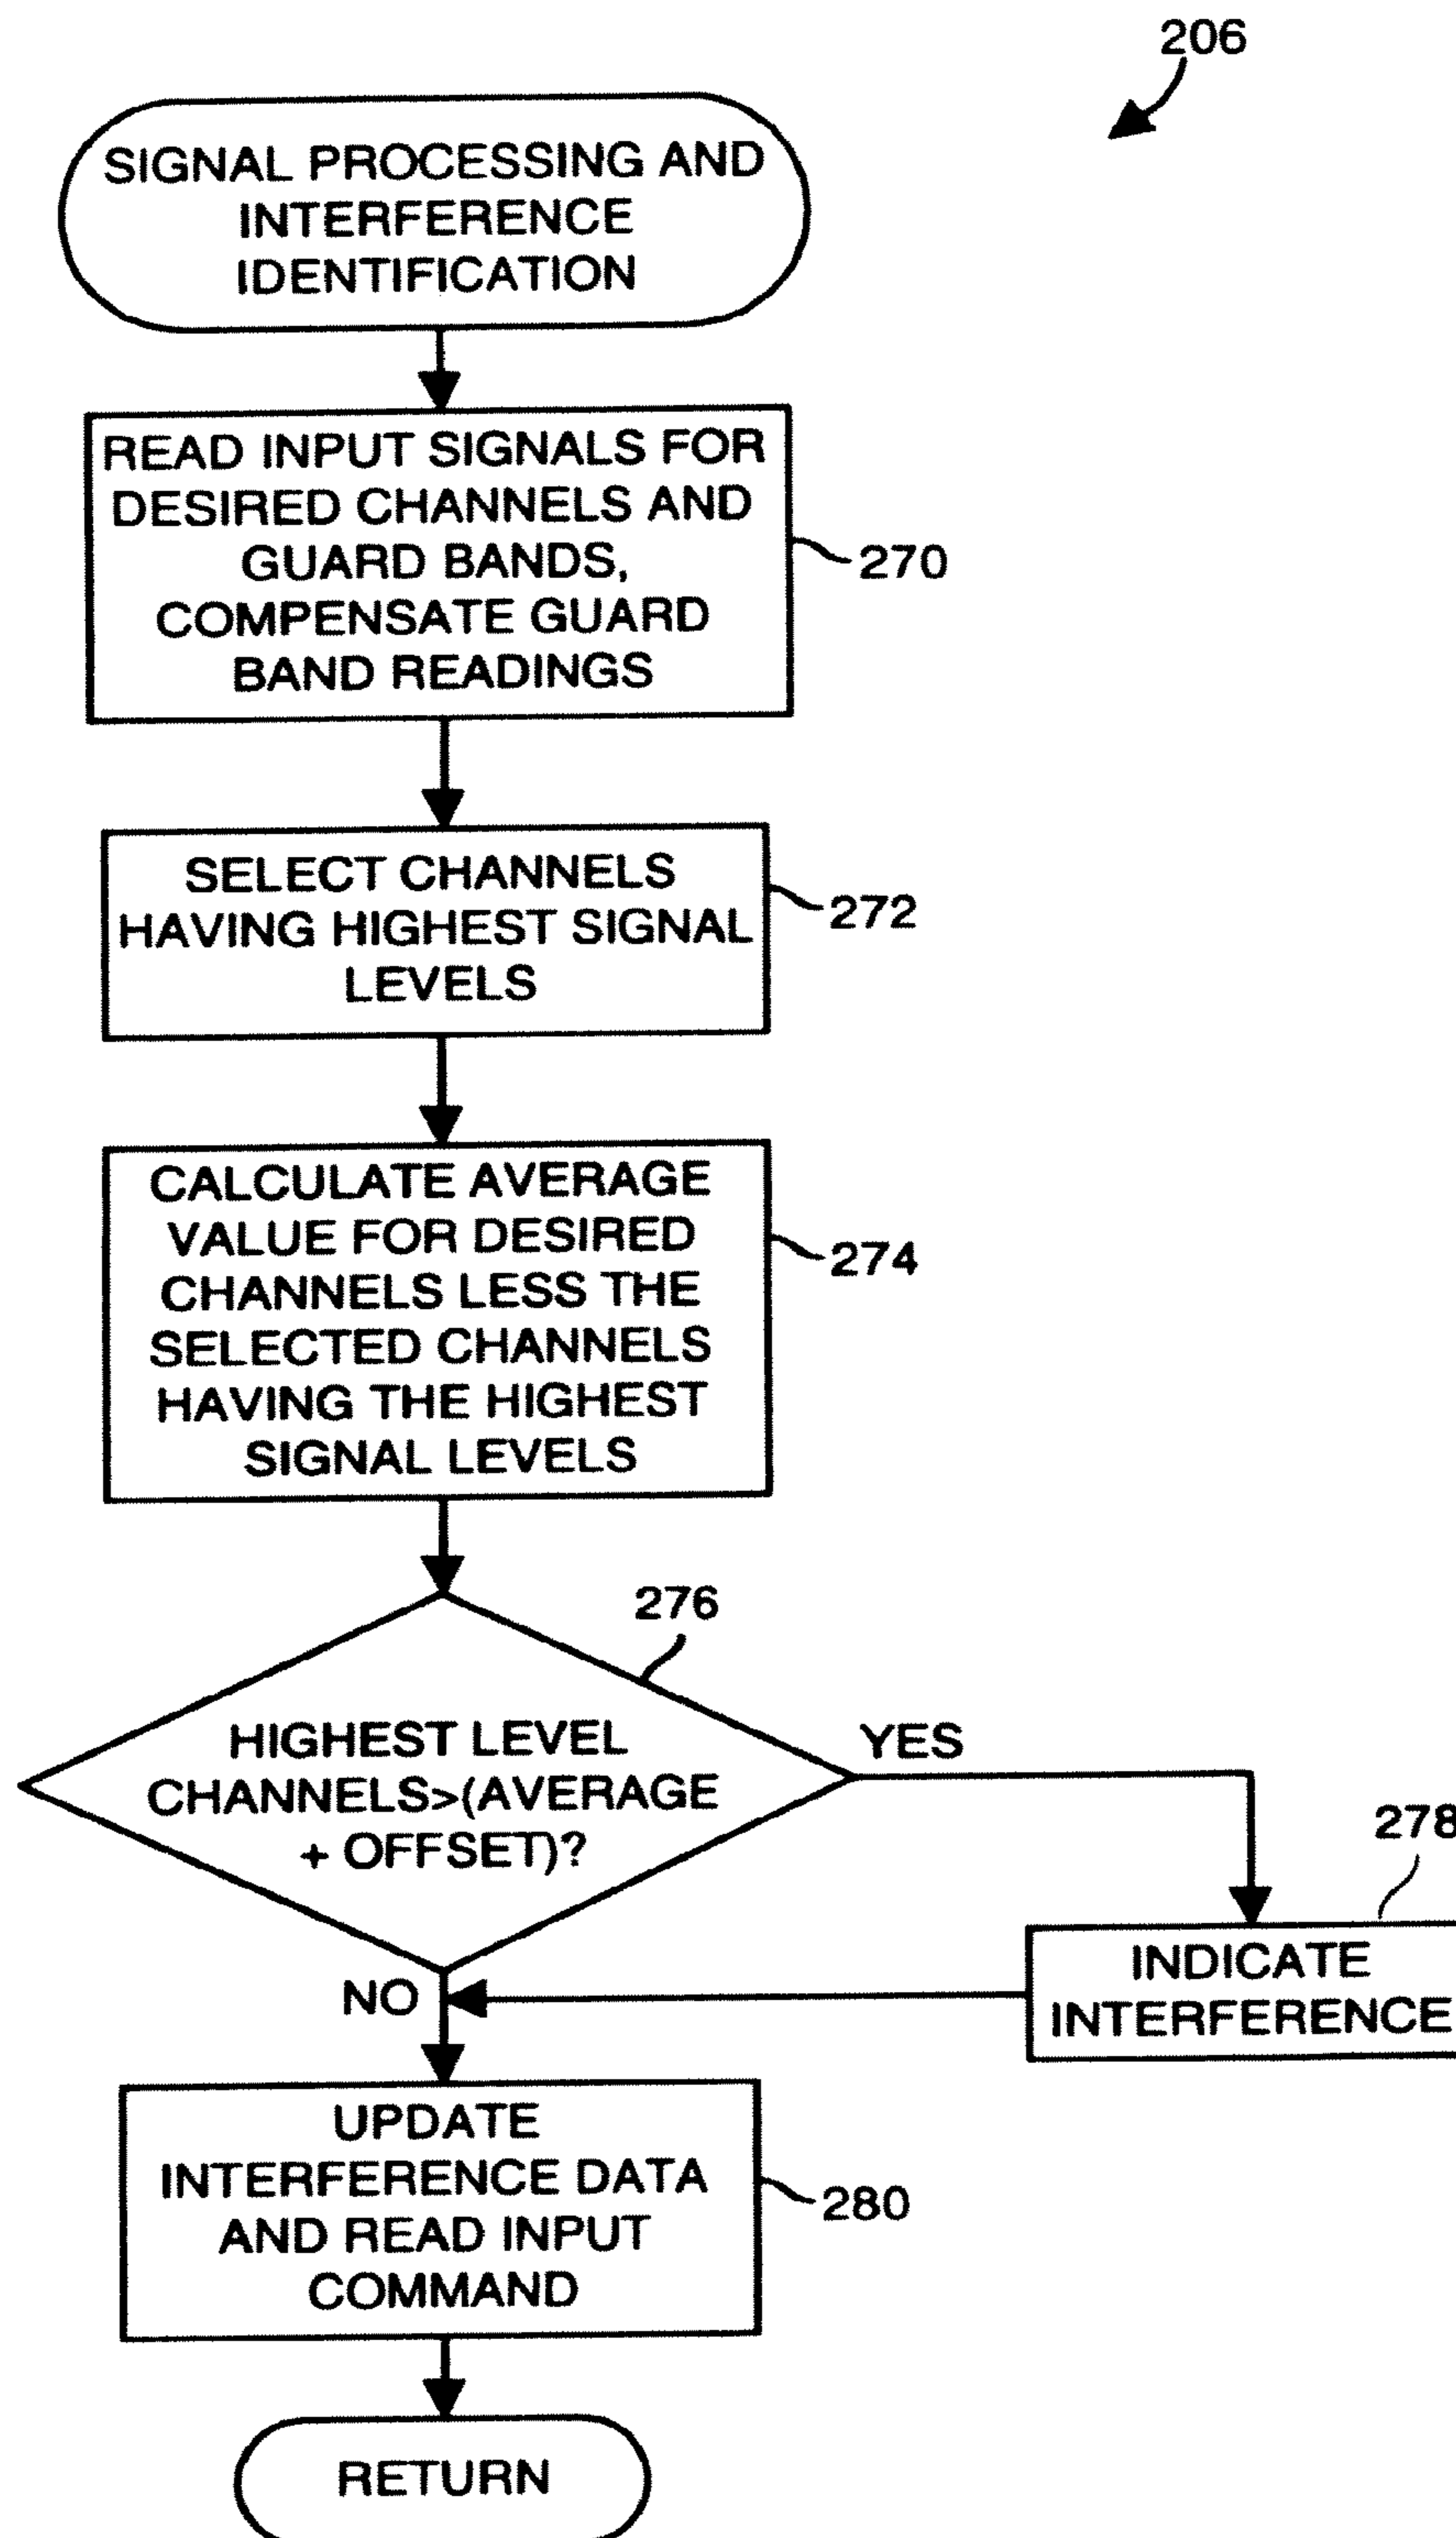 206
SIGNAL PROCESSING AND
INTERFERENCE
IDENTIFICATION
READ INPUT SIGNALS FOR
DESIRED CHANNELS AND
GUARD BANDS,
COMPENSATE GUARD
BAND READINGS
270
SELECT CHANNELS
HAVING HIGHEST SIGNAL
LEVELS
272
CALCULATE AVERAGE
VALUE FOR DESIRED
CHANNELS LESS THE
SELECTED CHANNELS
HAVING THE HIGHEST
SIGNAL LEVELS
274
276
HIGHEST LEVEL
CHANNELS>(AVERAGE
+ OFFSET)?
YES
278
INDICATE
INTERFERENCE
NO
UPDATE
INTERFERENCE DATA
AND READ INPUT
COMMAND
280
RETURN